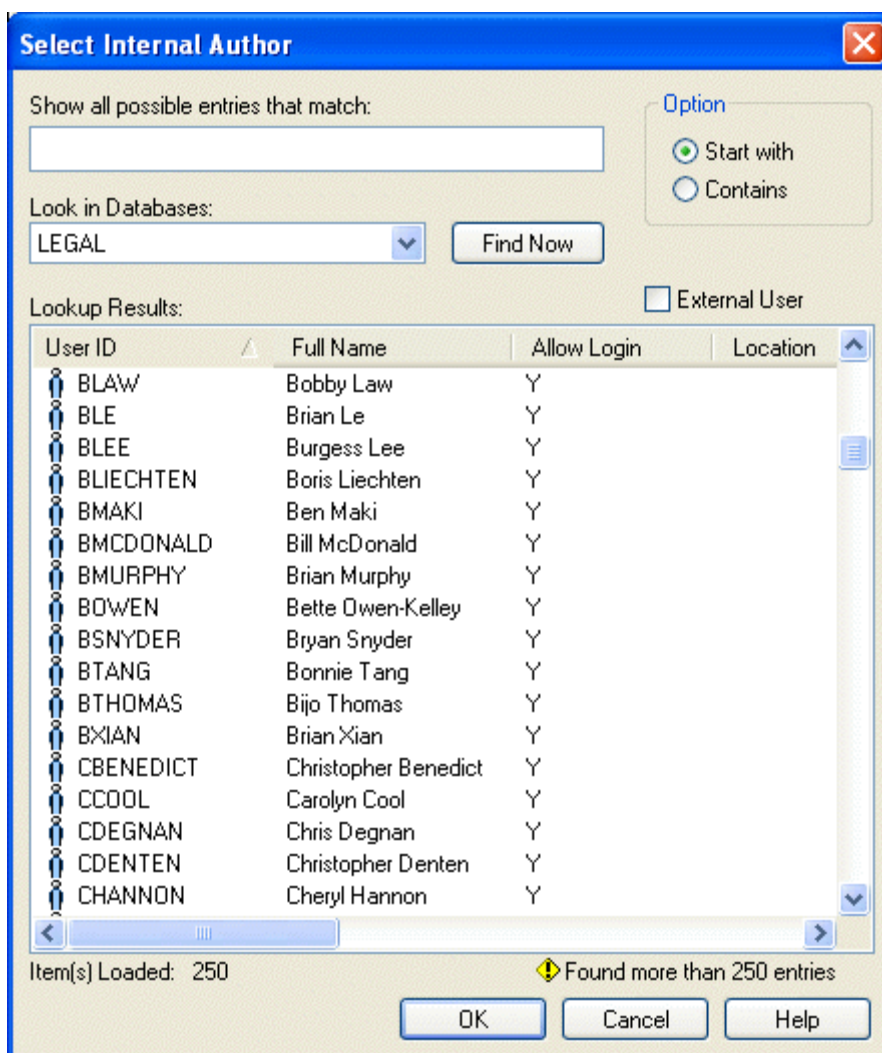 Select Internal Author
Show all possible entries that match:
Option
Start with
Contains
Look in Databases:
LEGAL
Find Now
External User
Lookup Results:
User ID Full Name Allow Login Location
BLAW Bobby Law Y
BLE Brian Le Y
BLEE Burgess Lee Y
BLIECHTEN Boris Liechten Y
BMAKI Ben Maki Y
BMCDONALD Bill McDonald Y
BMURPHY Brian Murphy Y
BOWEN Bette Owen-Kelley Y
BSNYDER Bryan Snyder Y
BTANG Bonnie Tang Y
BTHOMAS Bijo Thomas Y
BXIAN Brian Xian Y
CBENEDICT Christopher Benedict Y
CCOOL Carolyn Cool Y
CDEGNAN Chris Degnan Y
CDENTEN Christopher Denten Y
CHANNON Cheryl Hannon Y
Item(s) Loaded: 250 Found more than 250 entries
OK Cancel Help